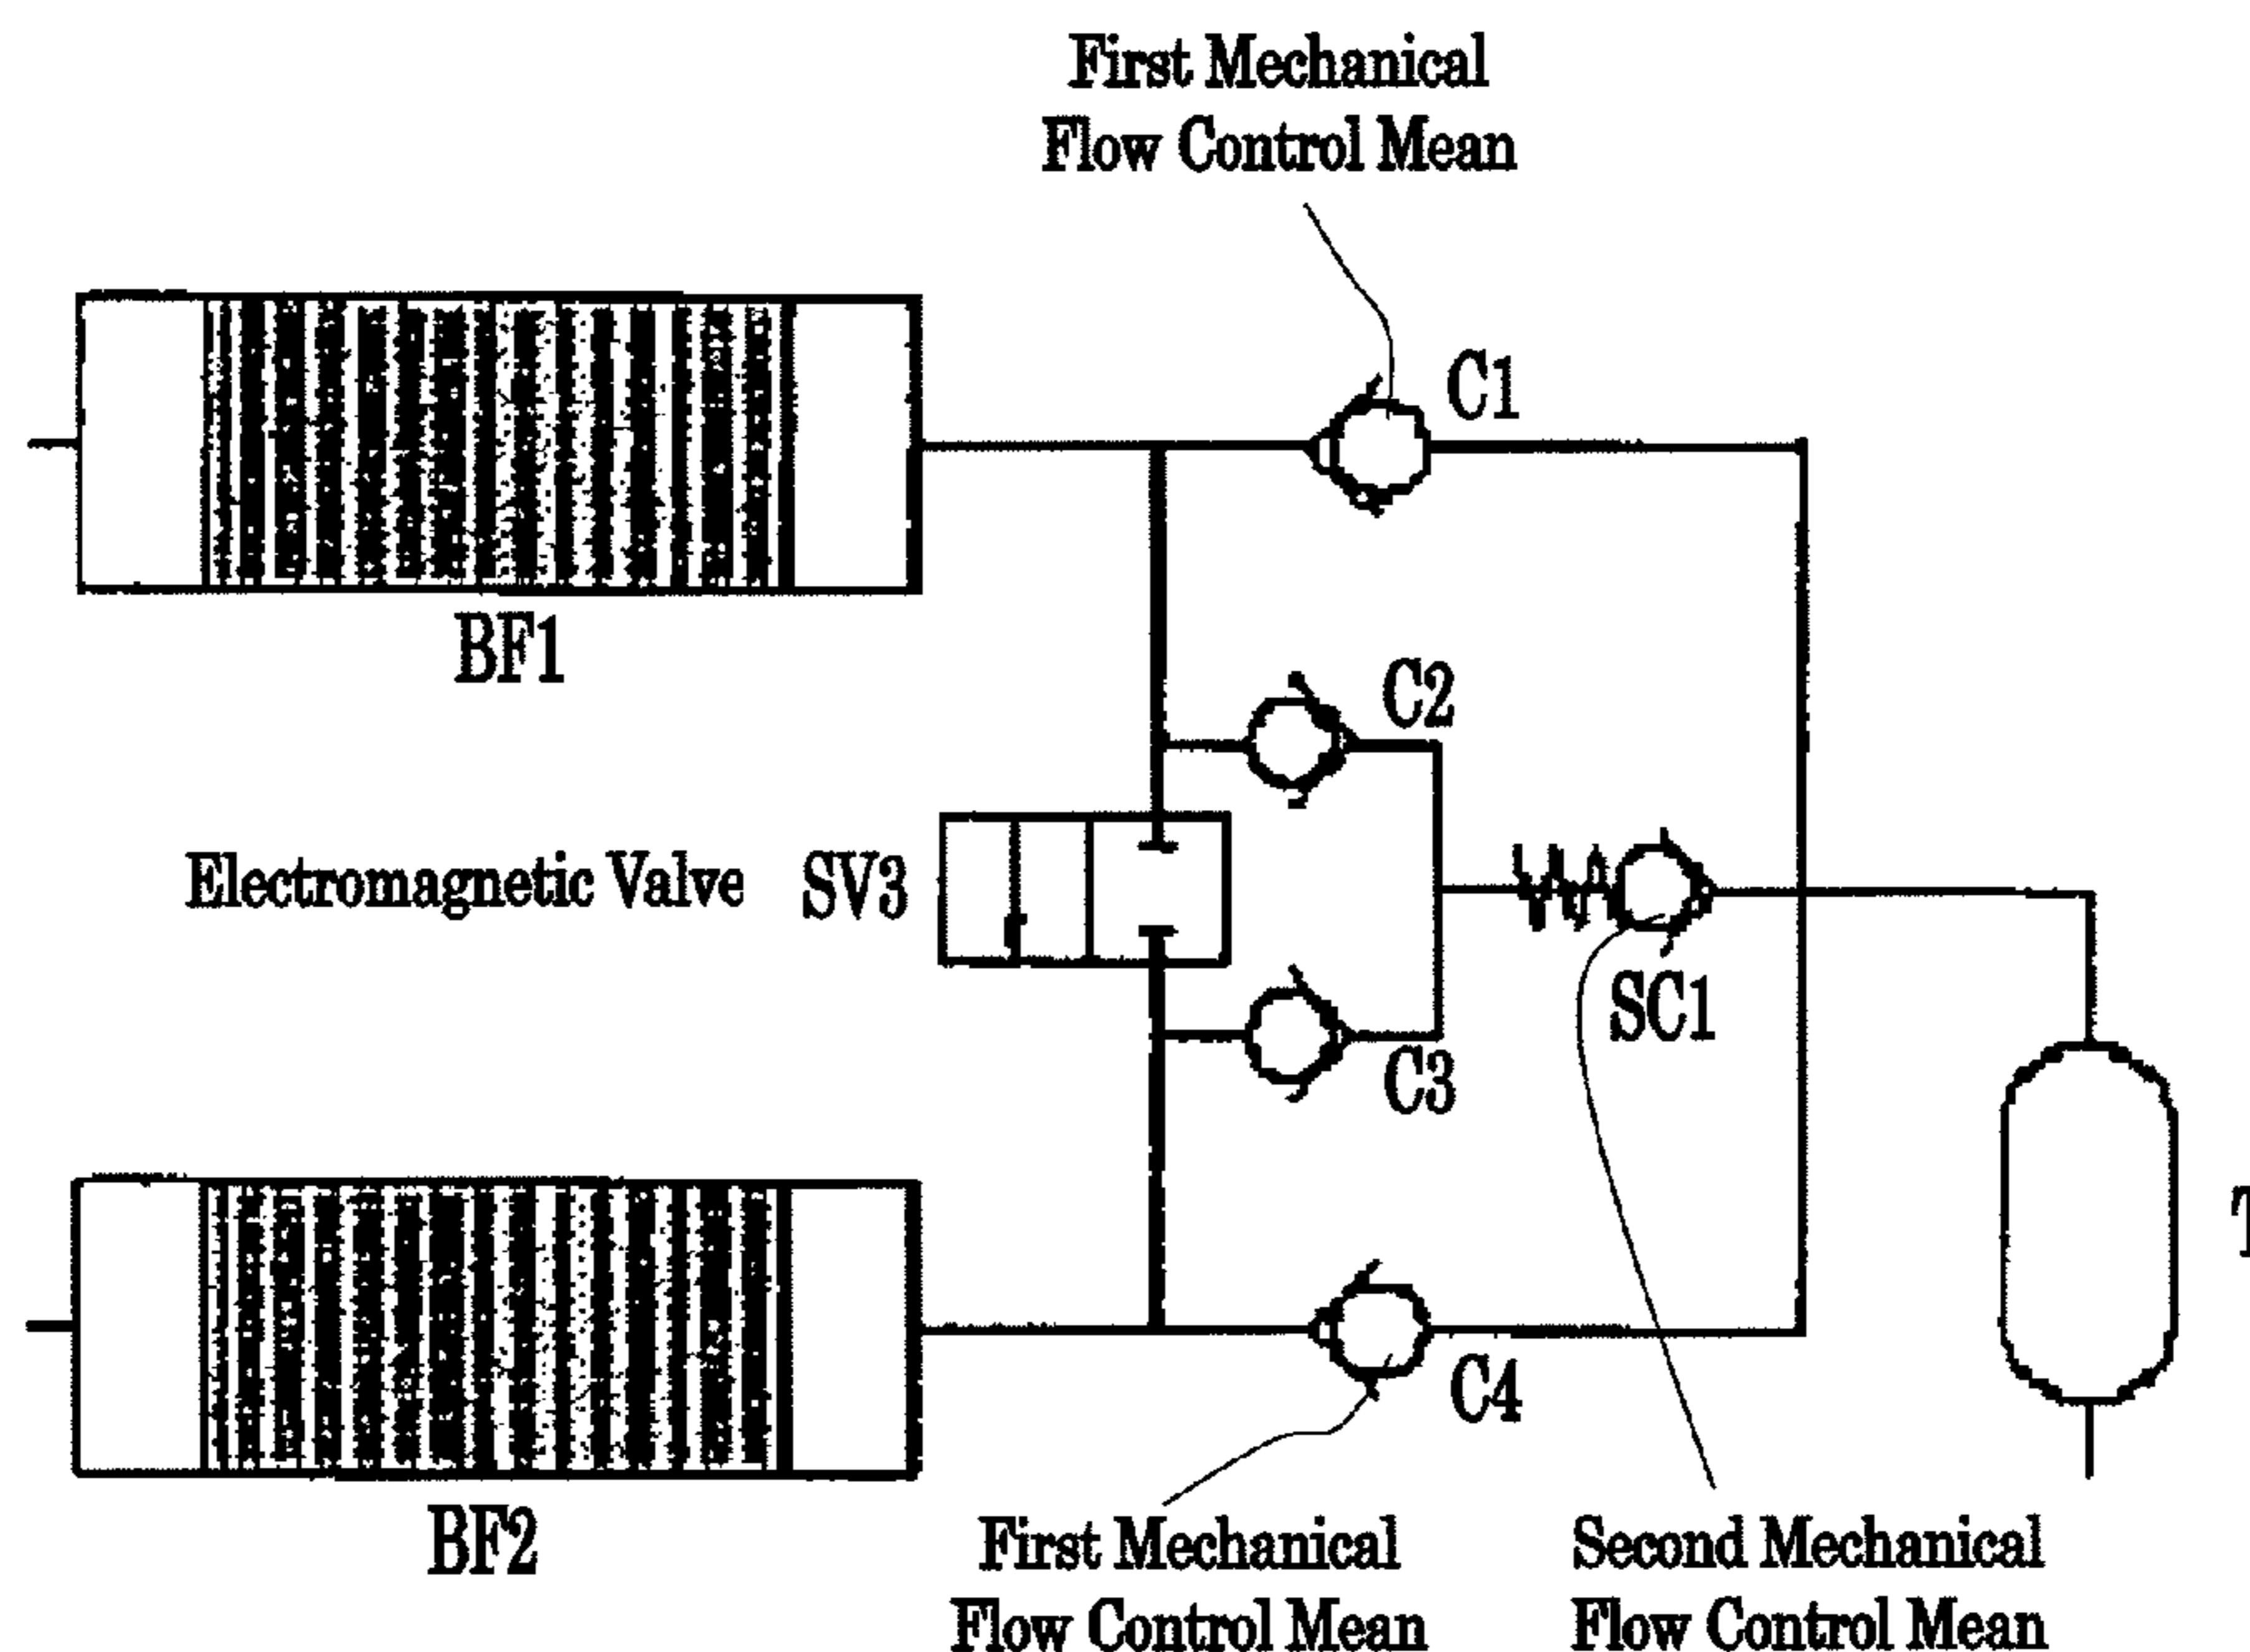 First Mechanical
Flow Control Mean
C1
BF1
C2
Electromagnetic Valve SV3
SC1
C3
T
C4
BF2
First Mechanical
Flow Control Mean
Second Mechanical
Flow Control Mean